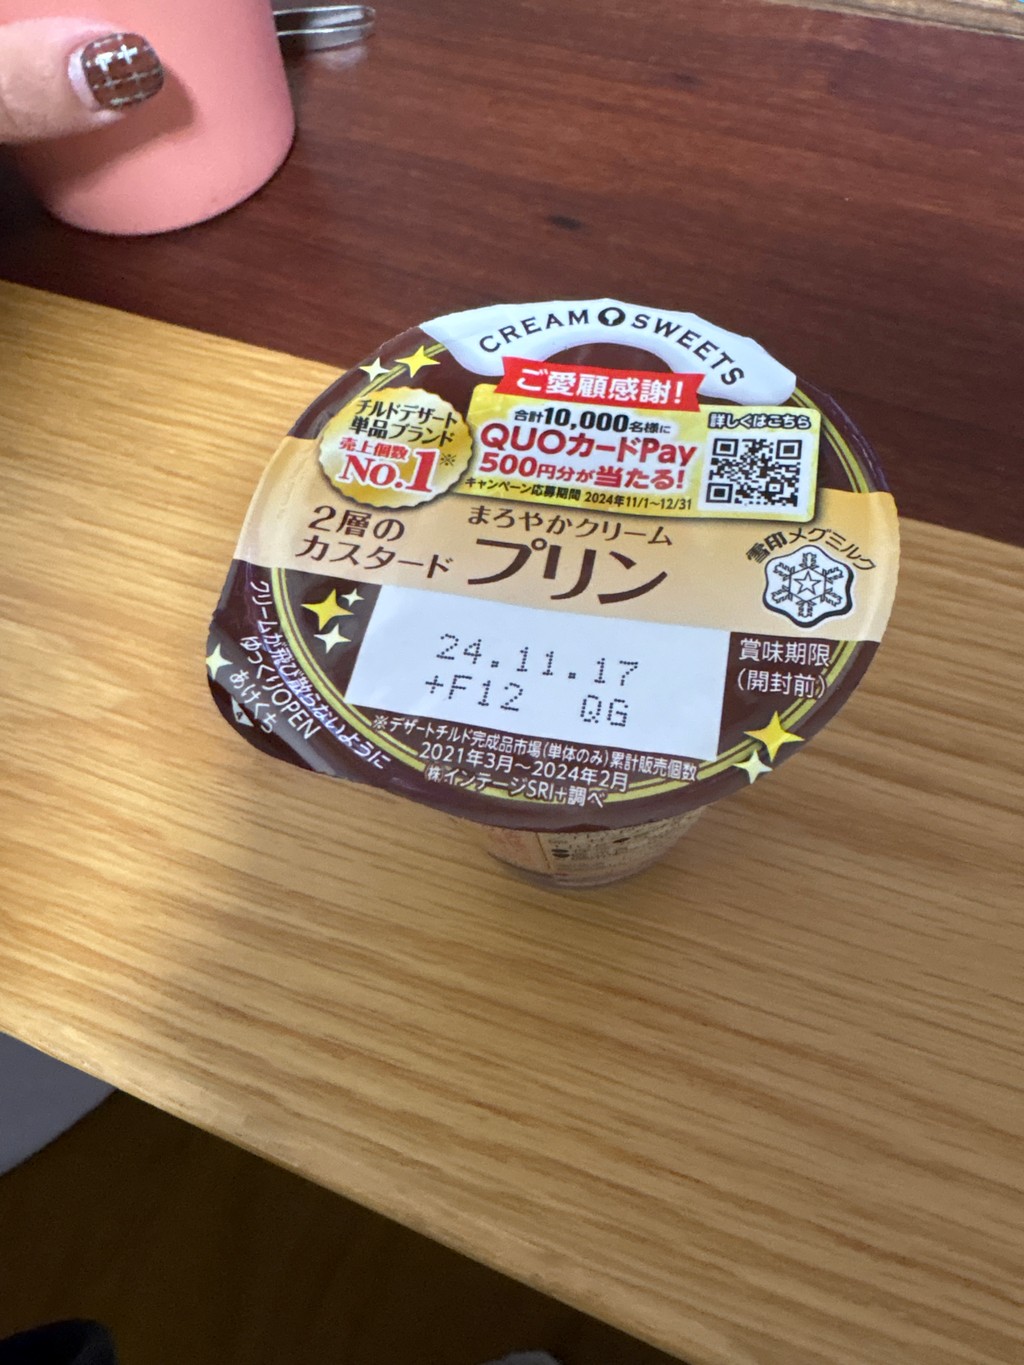 CREAM SWEETS
ご愛顧感謝!
チルドデザート
単品ブランド
売上個数
No.1※
合計10,000名様に
QUOカードPay
500円分が当たる!
キャンペーン応募期間 2024年11/1~12/31
詳しくはこちら
2層の
カスタード
まろやかクリーム
プリン
雪印メグミルク
24.11.17
+F12 QG
賞味期限
(開封前)
クリームが飛び散らないように
ゆっくりOPEN
あけくち
※デザートチルド完成品市場(単体のみ)累計販売個数
2021年3月~2024年2月
(株)インテージSRI+調べ